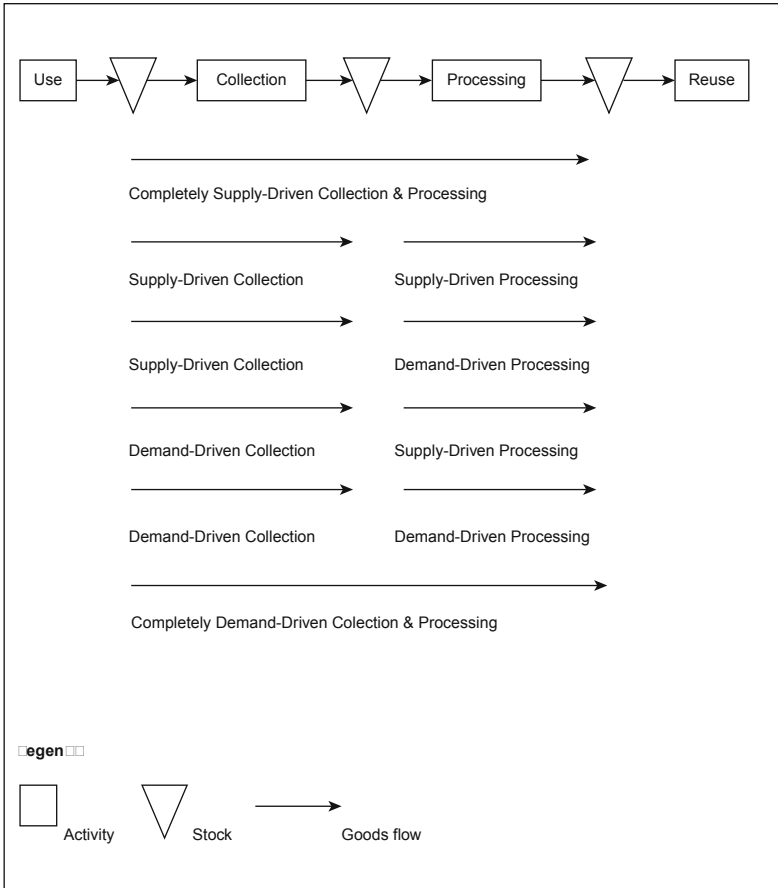 Use Collection Processing Reuse
Completely Supply-Driven Collection & Processing
Supply-Driven Collection Supply-Driven Processing
Supply-Driven Collection Demand-Driven Processing
Demand-Driven Collection Supply-Driven Processing
Demand-Driven Collection Demand-Driven Processing
Completely Demand-Driven Colection & Processing
Activity Stock Goods flow